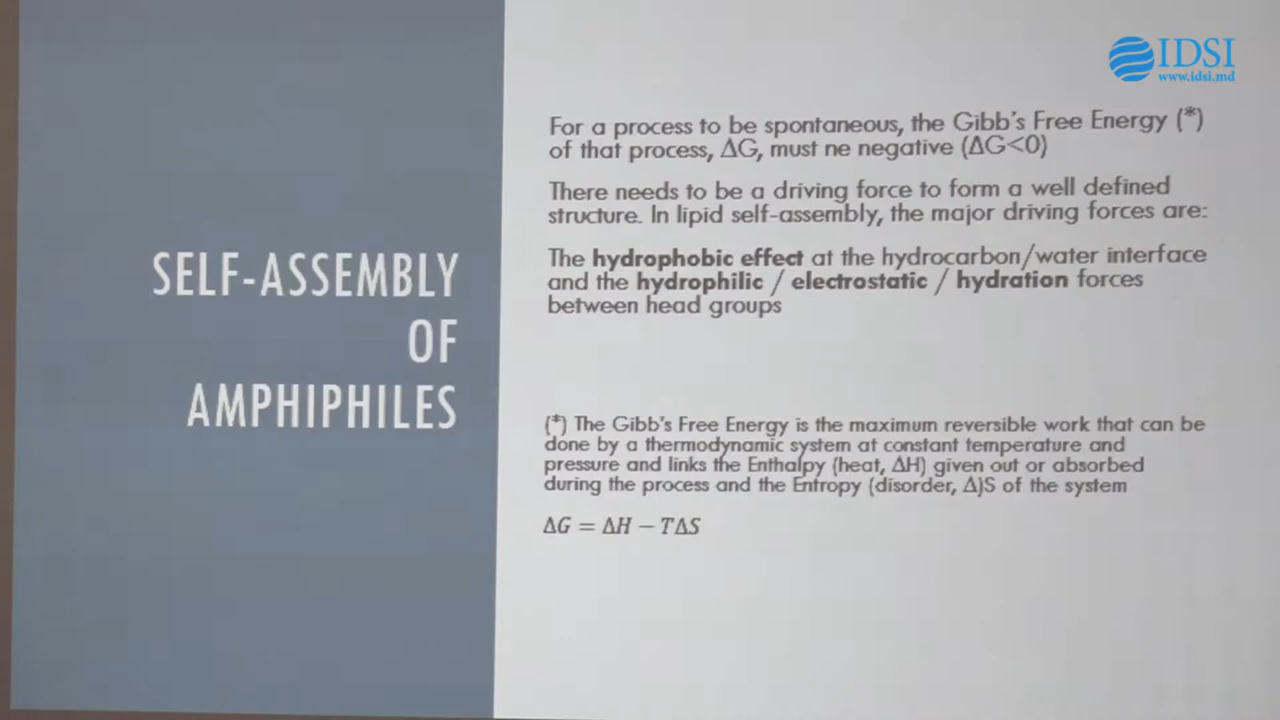 IDSI
www.idsi.md
SELF-ASSEMBLY
OF
AMPHIPHILES
For a process to be spontaneous, the Gibb's Free Energy (*)
of that process, ΔG, must ne negative (ΔG<0)
There needs to be a driving force to form a well defined
structure. In lipid self-assembly, the major driving forces are:
The hydrophobic effect at the hydrocarbon/water interface
and the hydrophilic / electrostatic / hydration forces
between head groups
(*) The Gibb's Free Energy is the maximum reversible work that can be
done by a thermodynamic system at constant temperature and
pressure and links the Enthalpy (heat, ΔH) given out or absorbed
during the process and the Entropy (disorder, Δ)S of the system
ΔG = ΔH − TΔS